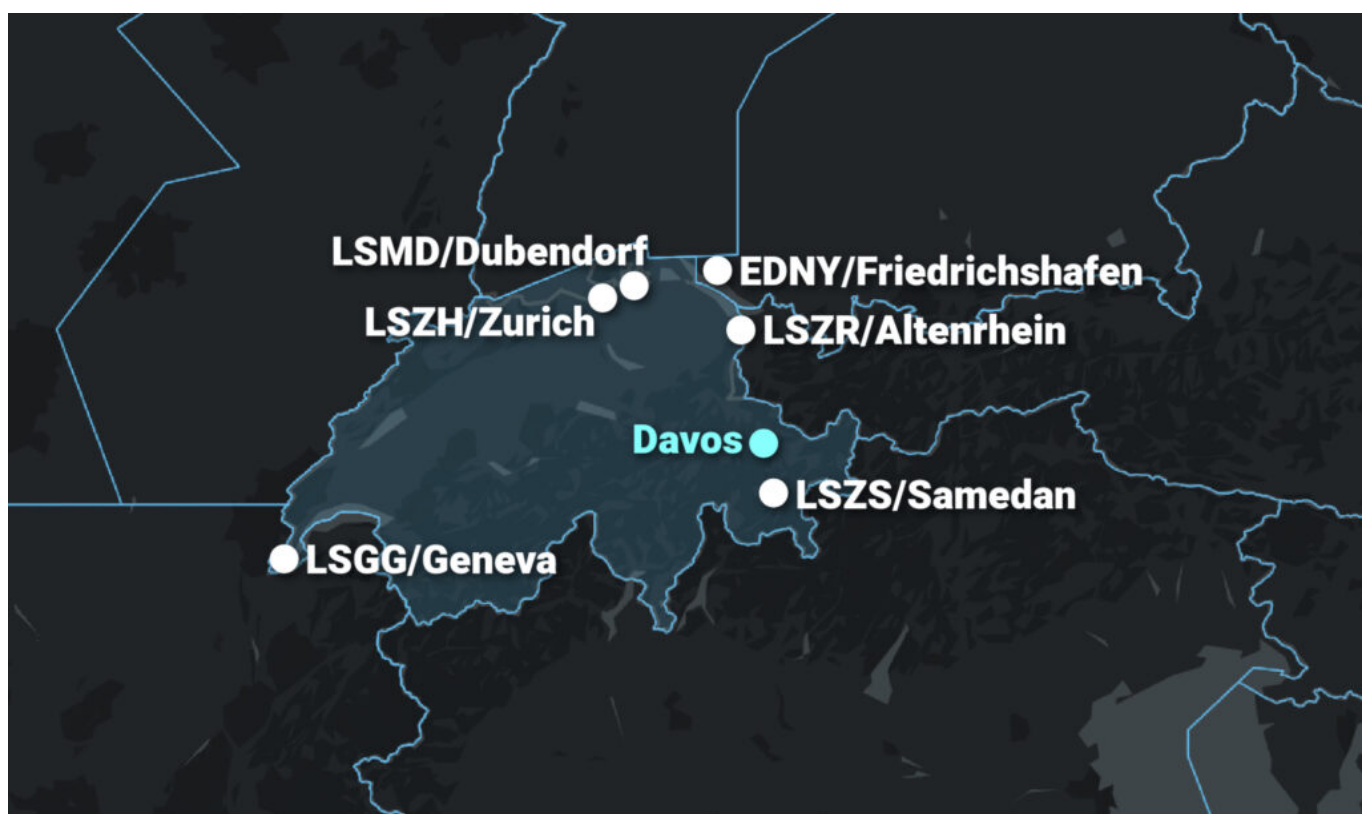 LSMD/Dubendorf
EDNY/Friedrichshafen
LSZH/Zurich
LSZR/Altenrhein
Davos
LSZS/Samedan
LSGG/Geneva